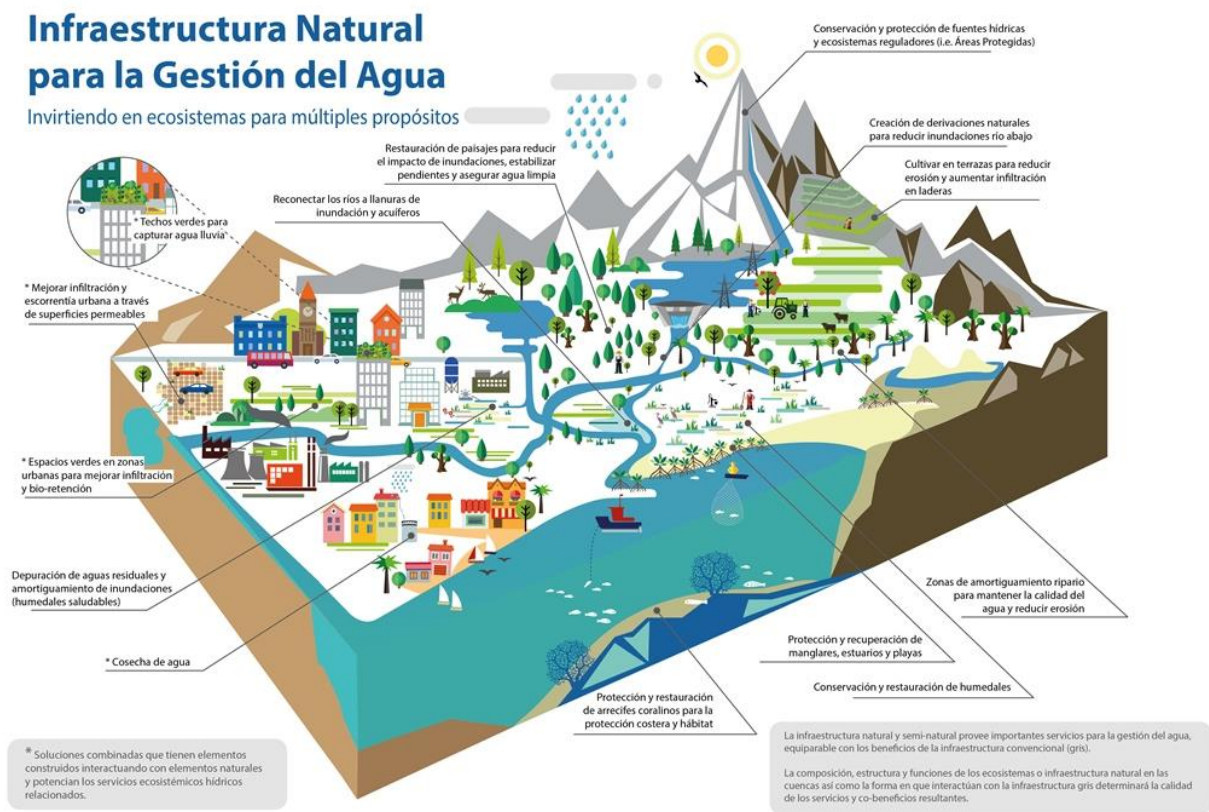 Infraestructura Natural
para la Gestión del Agua
Invirtiendo en ecosistemas para múltiples propósitos
Conservación y protección de fuentes hídricas
y ecosistemas reguladores (i.e. Áreas Protegidas)
Creación de derivaciones naturales
para reducir inundaciones río abajo
Cultivar en terrazas para reducir
erosión y aumentar infiltración
en laderas
Restauración de paisajes para reducir
el impacto de inundaciones, estabilizar
pendientes y asegurar agua limpia
Reconectar los ríos a llanuras de
inundación y acuíferos
* Techos verdes para
capturar agua lluvia
* Mejorar infiltración y
escorrentía urbana a través
de superficies permeables
* Espacios verdes en zonas
urbanas para mejorar infiltración
y bio-retención
Depuración de aguas residuales y
amortiguamiento de inundaciones
(humedales saludables)
* Cosecha de agua
Zonas de amortiguamiento ripario
para mantener la calidad del
agua y reducir erosión
Protección y recuperación de
manglares, estuarios y playas
Conservación y restauración de humedales
Protección y restauración
de arrecifes coralinos para la
protección costera y hábitat
* Soluciones combinadas que tienen elementos
construidos interactuando con elementos naturales
y potencian los servicios ecosistémicos hídricos
relacionados.
La infraestructura natural y semi-natural provee importantes servicios para la gestión del agua,
equiparable con los beneficios de la infraestructura convencional (gris).
La composición, estructura y funciones de los ecosistemas o infraestructura natural en las
cuencas así como la forma en que interactúan con la infraestructura gris determinará la calidad
de los servicios y co-beneficios resultantes.